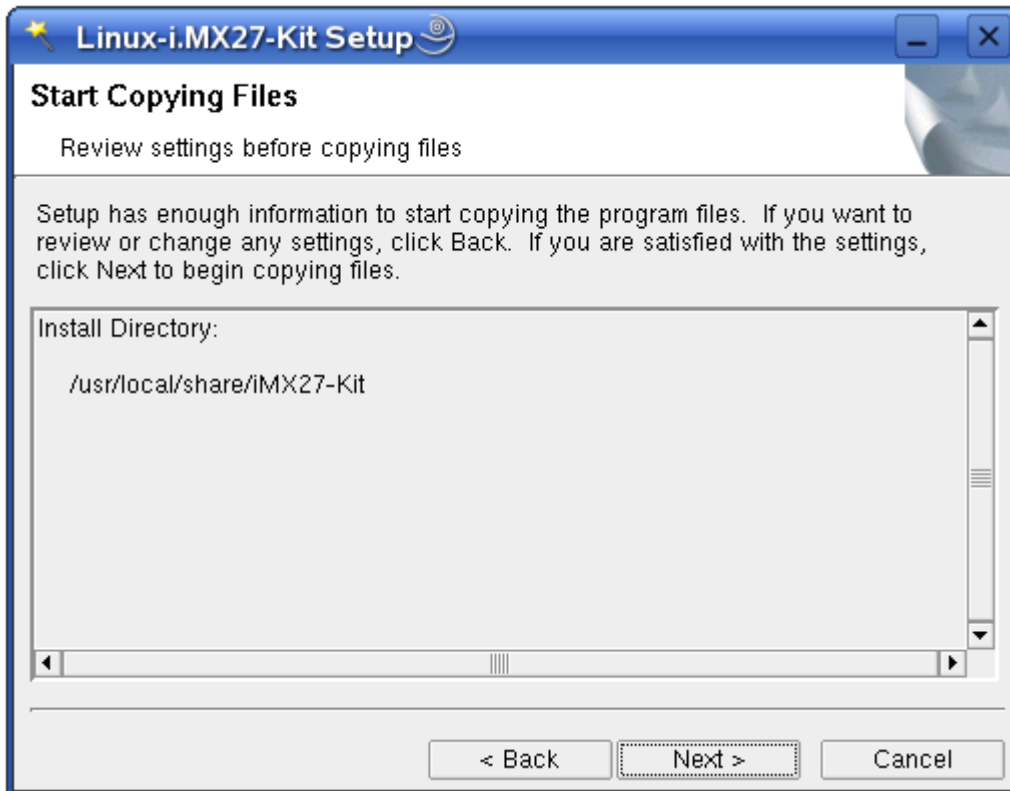 Linux-i.MX27-Kit Setup
Start Copying Files
Review settings before copying files
Setup has enough information to start copying the program files.  If you want to
review or change any settings, click Back.  If you are satisfied with the settings,
click Next to begin copying files.
Install Directory:
/usr/local/share/iMX27-Kit
< Back
Next >
Cancel